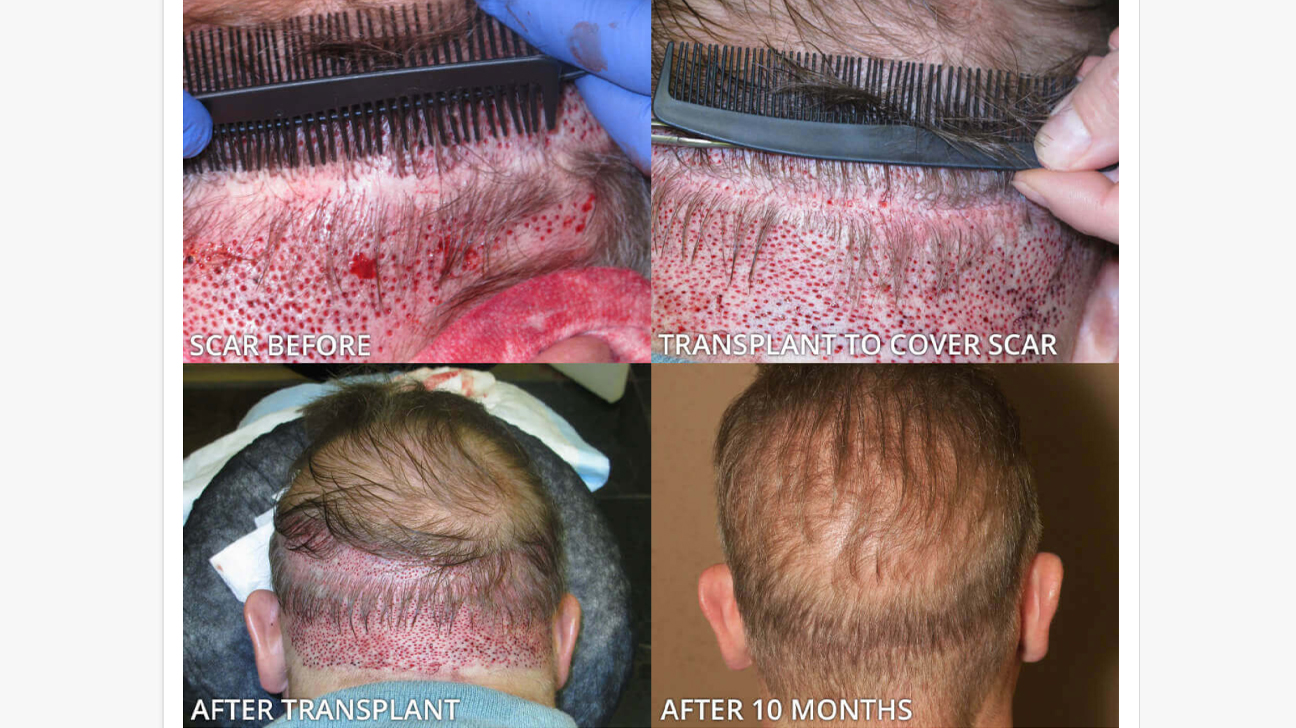 SCAR BEFORE
TRANSPLANT TO COVER SCAR
AFTER TRANSPLANT
AFTER 10 MONTHS